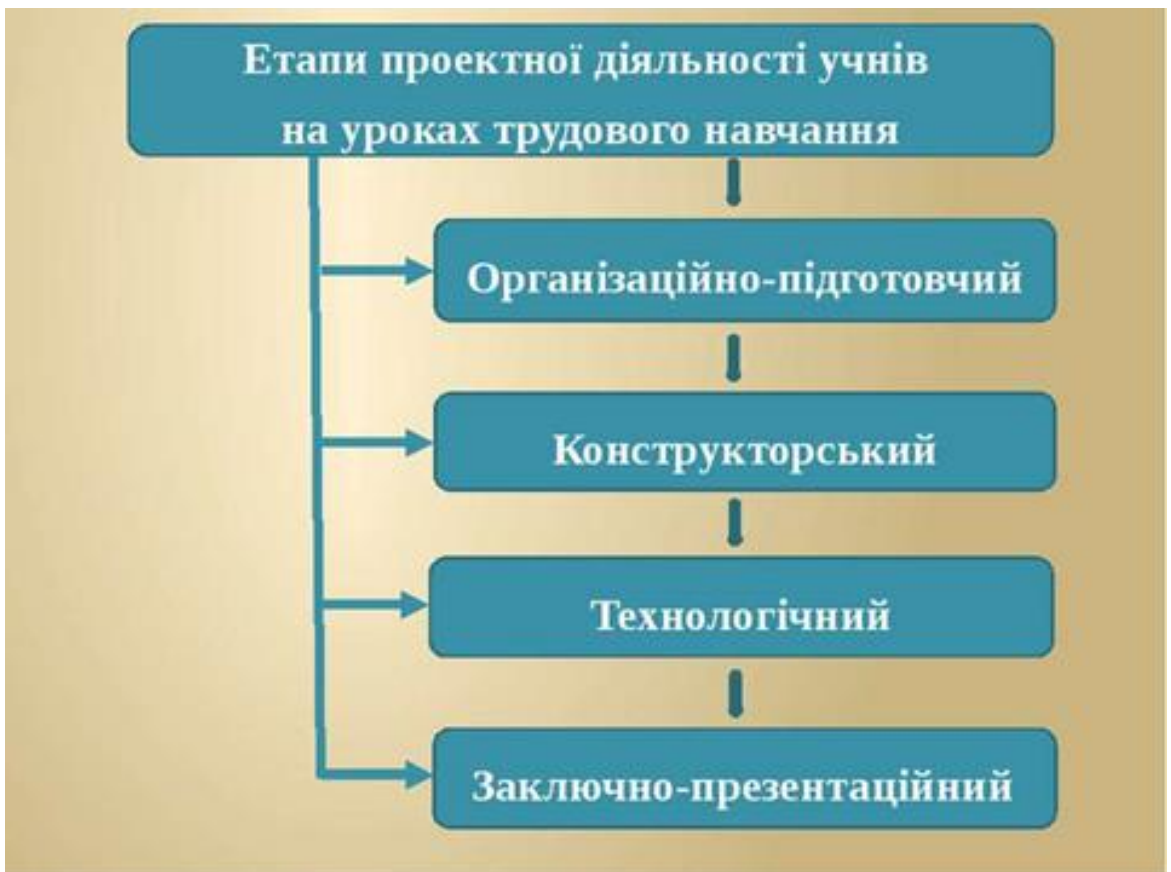 Етапи проектної діяльності учнів
на уроках трудового навчання
Організаційно-підготовчий
Конструкторський
Технологічний
Заключно-презентаційний